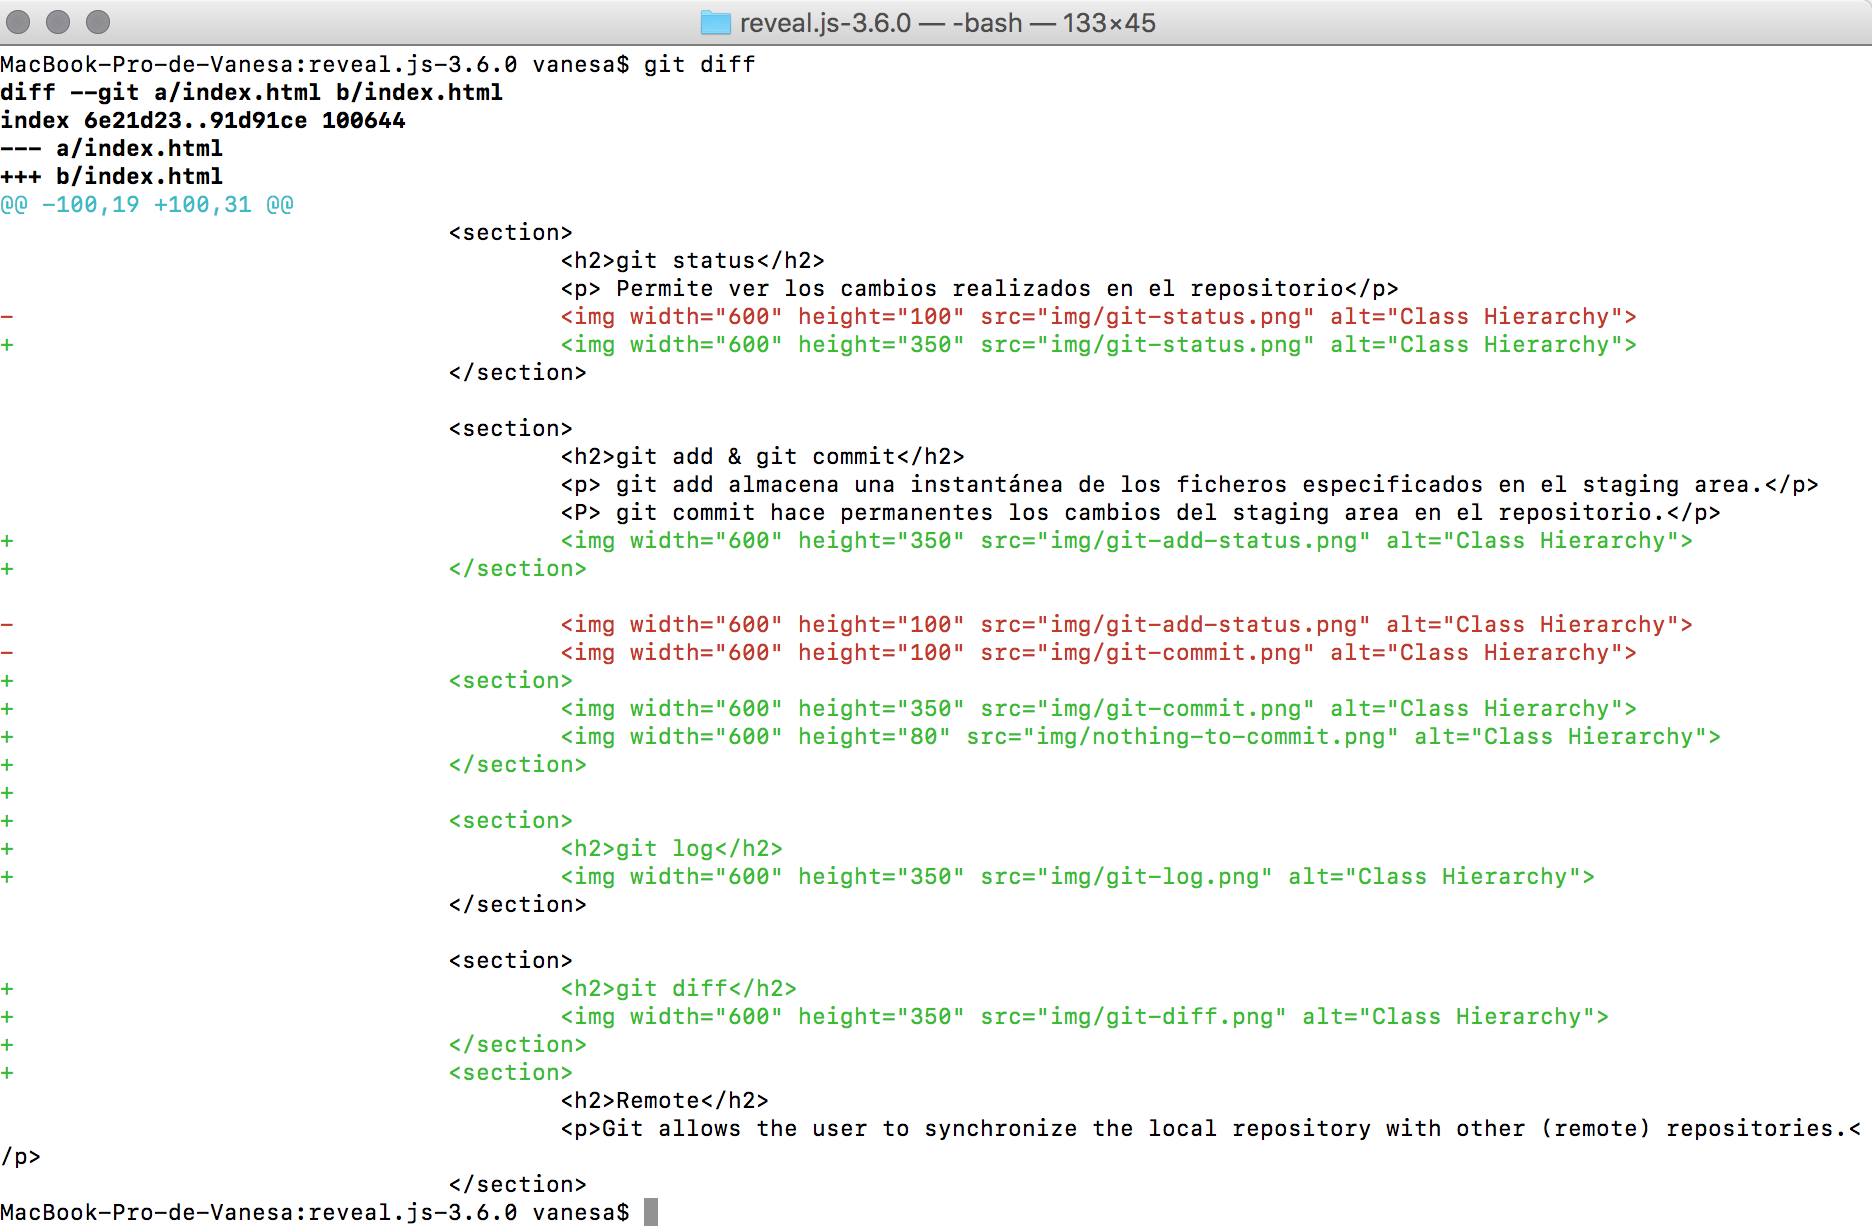 reveal.js-3.6.0 — -bash — 133×45
MacBook-Pro-de-Vanesa:reveal.js-3.6.0 vanesa$ git diff
diff --git a/index.html b/index.html
index 6e21d23..91d91ce 100644
--- a/index.html
+++ b/index.html
@@ -100,19 +100,31 @@
<section>
<h2>git status</h2>
<p> Permite ver los cambios realizados en el repositorio</p>
- <img width="600" height="100" src="img/git-status.png" alt="Class Hierarchy">
+ <img width="600" height="350" src="img/git-status.png" alt="Class Hierarchy">
</section>
<section>
<h2>git add & git commit</h2>
<p> git add almacena una instantánea de los ficheros especificados en el staging area.</p>
<P> git commit hace permanentes los cambios del staging area en el repositorio.</p>
+ <img width="600" height="350" src="img/git-add-status.png" alt="Class Hierarchy">
+ </section>
- <img width="600" height="100" src="img/git-add-status.png" alt="Class Hierarchy">
- <img width="600" height="100" src="img/git-commit.png" alt="Class Hierarchy">
+ <section>
+ <img width="600" height="350" src="img/git-commit.png" alt="Class Hierarchy">
+ <img width="600" height="80" src="img/nothing-to-commit.png" alt="Class Hierarchy">
+ </section>
+
+ <section>
+ <h2>git log</h2>
+ <img width="600" height="350" src="img/git-log.png" alt="Class Hierarchy">
</section>
<section>
+ <h2>git diff</h2>
+ <img width="600" height="350" src="img/git-diff.png" alt="Class Hierarchy">
+ </section>
+ <section>
<h2>Remote</h2>
<p>Git allows the user to synchronize the local repository with other (remote) repositories.<
/p>
</section>
MacBook-Pro-de-Vanesa:reveal.js-3.6.0 vanesa$